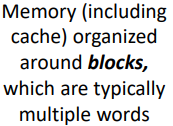 Memory (including
cache) organized
around blocks,
which are typically
multiple words